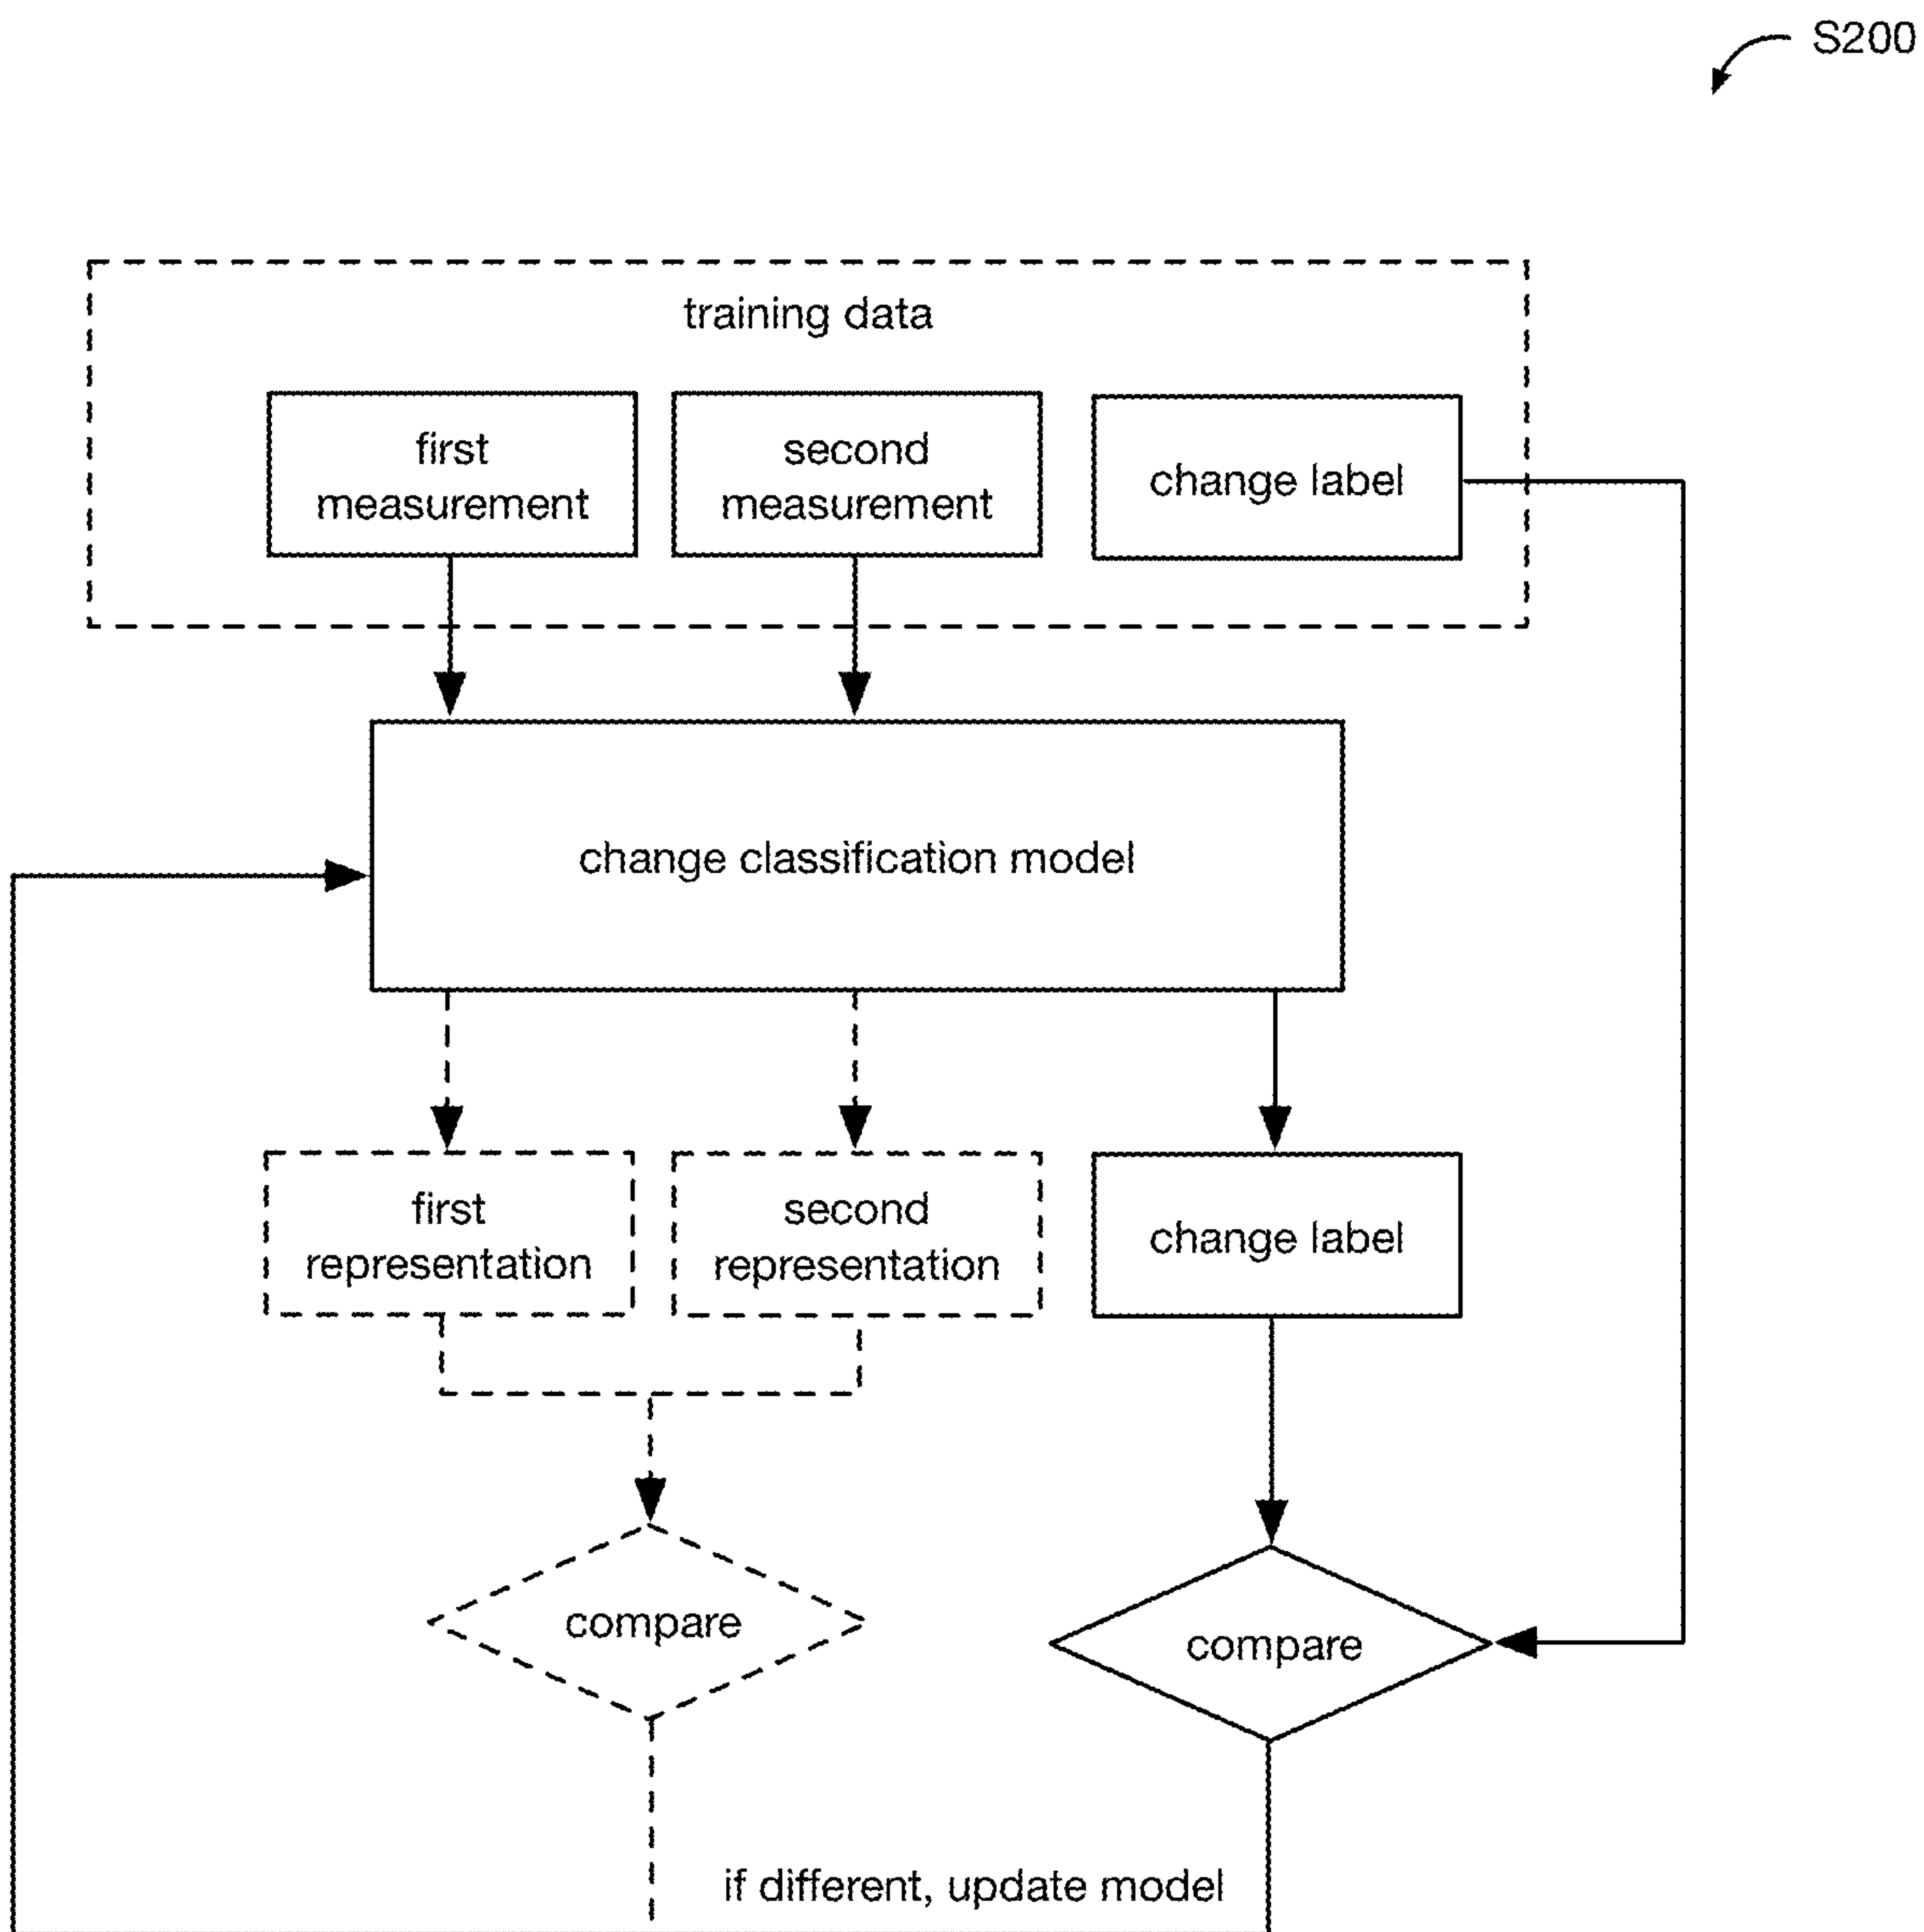 S200
training data
first
measurement
second
measurement
change label
change classification model
first
representation
second
representation
change label
compare
compare
if different, update model